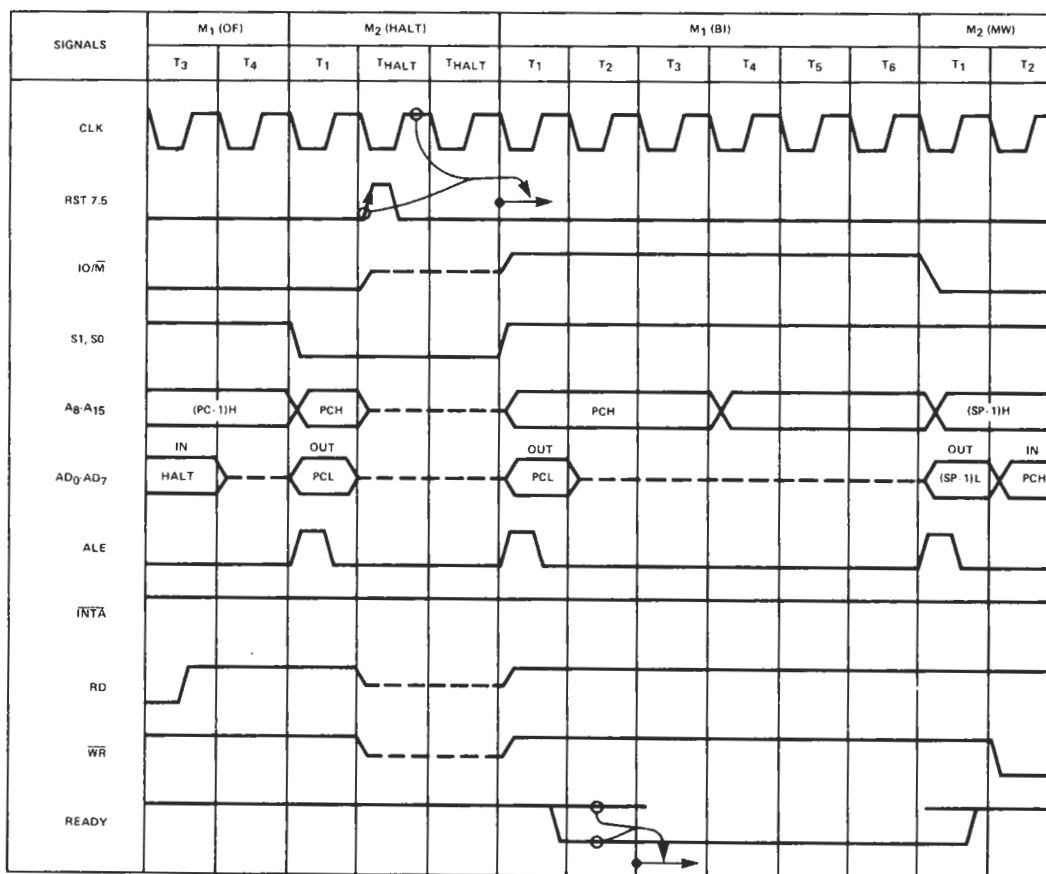 SIGNALS
M1 (OF) M2 (HALT) M1 (BI) M2 (MW)
T3 T4 T1 THALT THALT T1 T2 T3 T4 T5 T6 T1 T2
CLK
RST 7.5
IO/M̅
S1, S0
A8-A15 (PC-1)H PCH PCH (SP-1)H
IN OUT OUT OUT IN
AD0-AD7 HALT PCL PCL (SP-1)L PCH
ALE
I̅N̅T̅A̅
RD
W̅R̅
READY